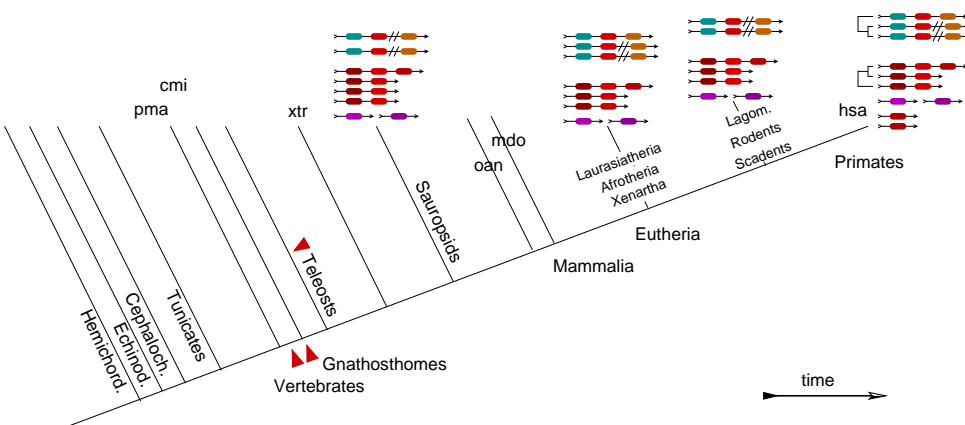 cmi
pma
xtr
mdo
oan
hsa
Lagom.
Rodents
Scadents
Laurasiatheria
Afrotheria
Xenartha
Primates
Sauropsids
Eutheria
Mammalia
Teleosts
Tunicates
Cephaloch.
Echinod.
Hemichord.
Gnathosthomes
Vertebrates
time